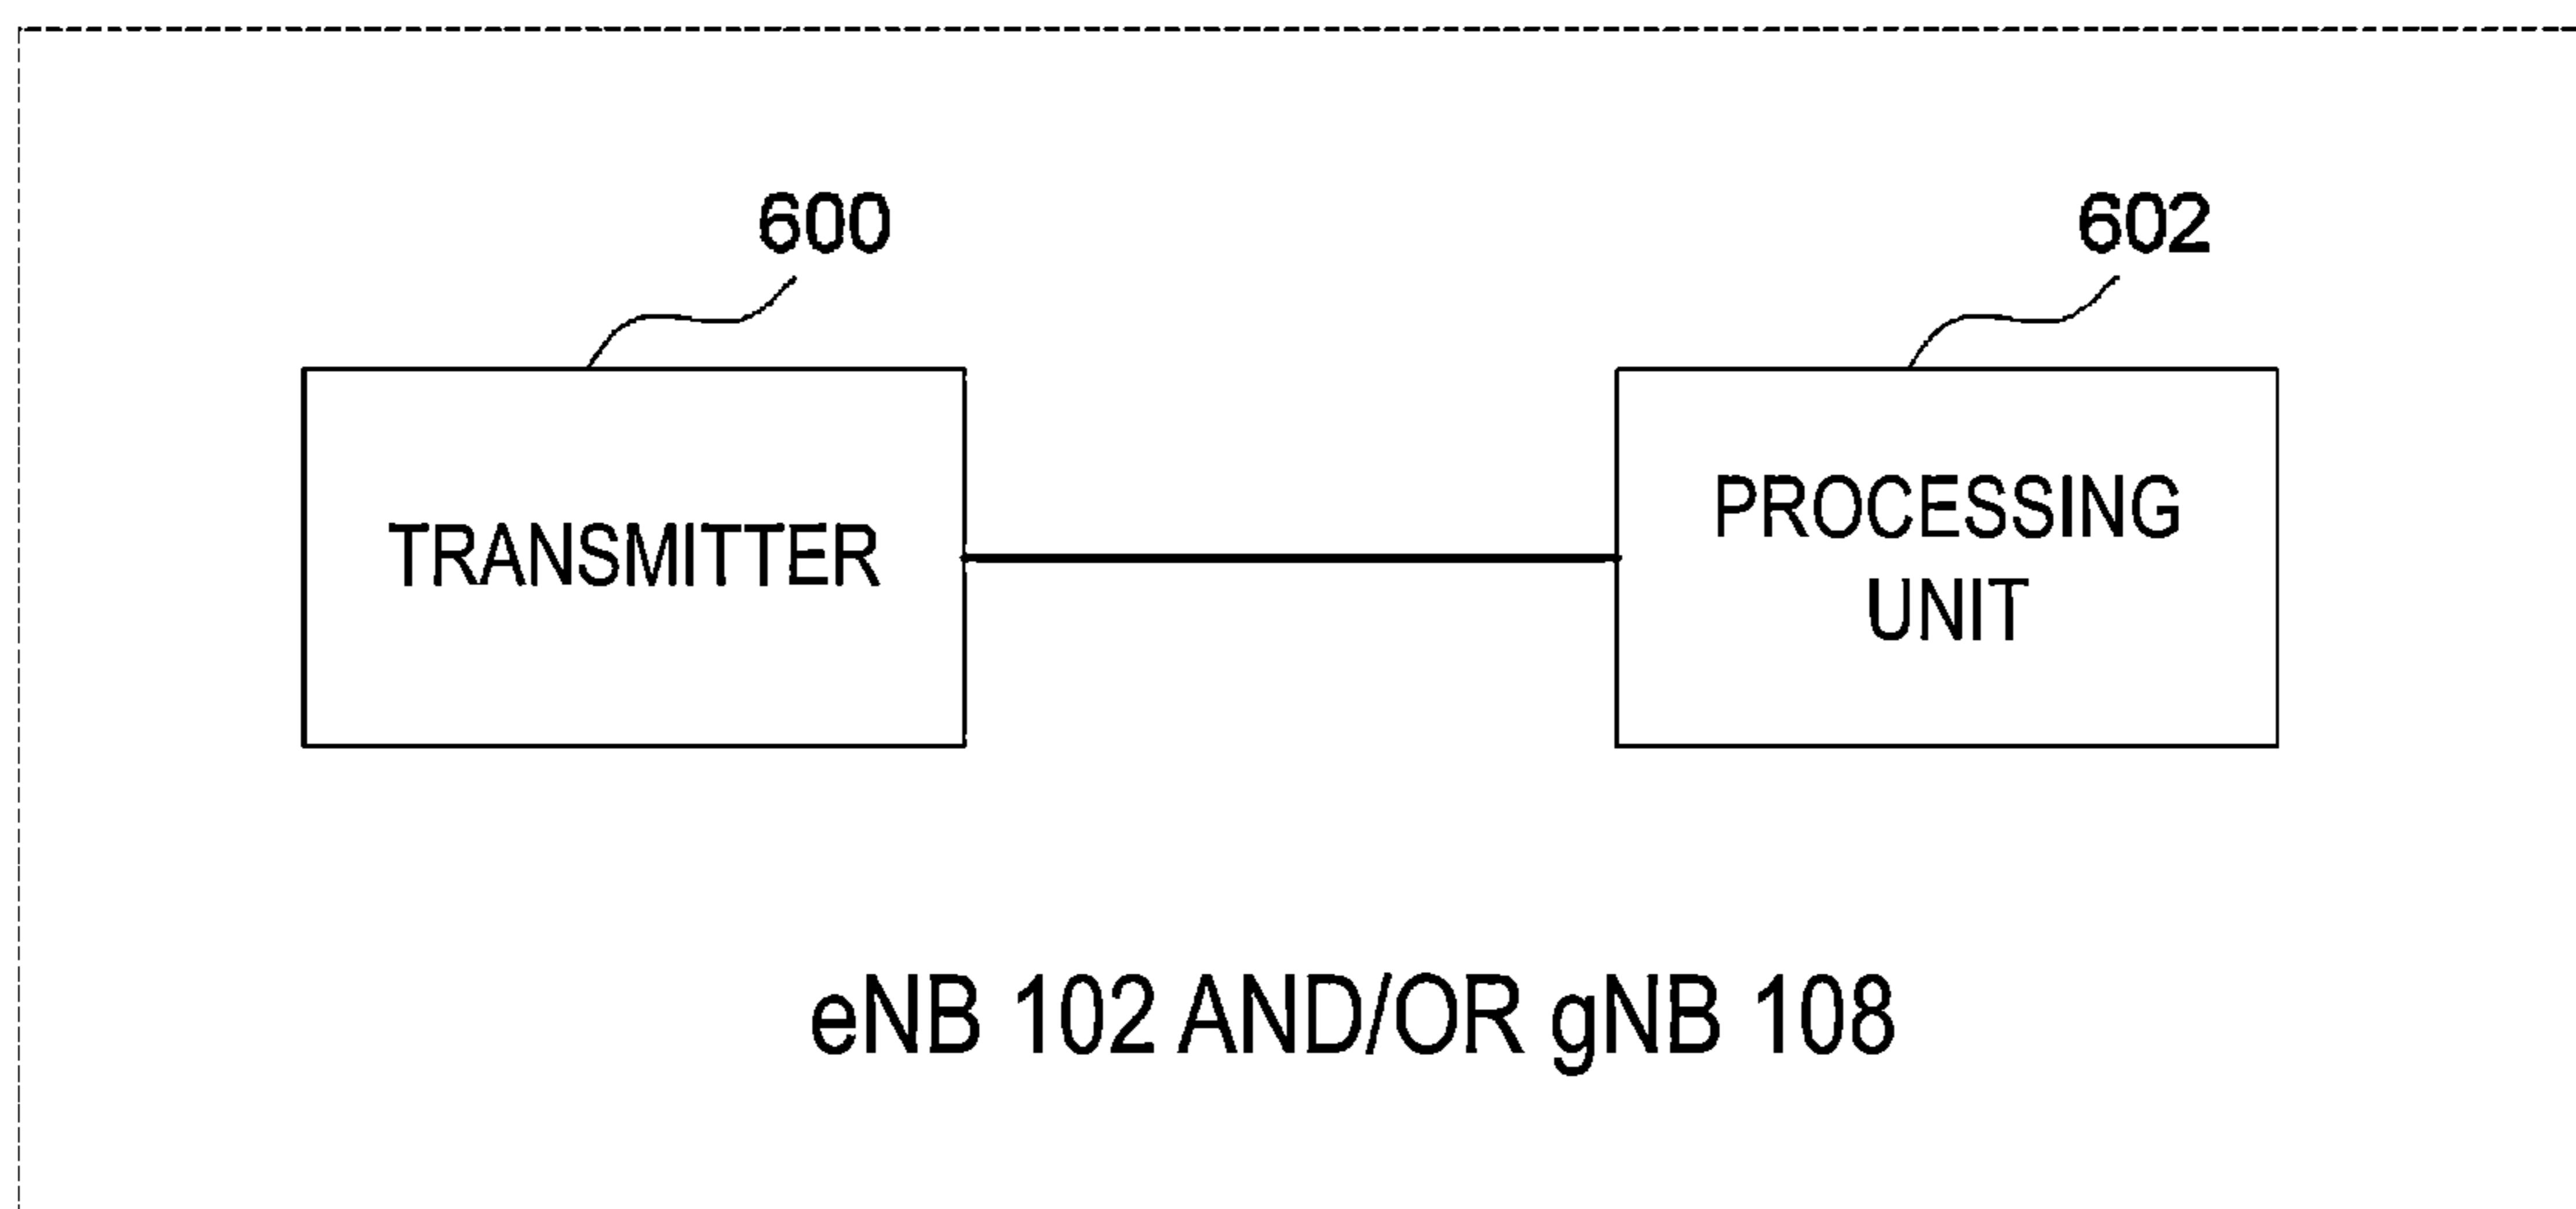 600
602
TRANSMITTER
PROCESSING
UNIT
eNB 102 AND/OR gNB 108